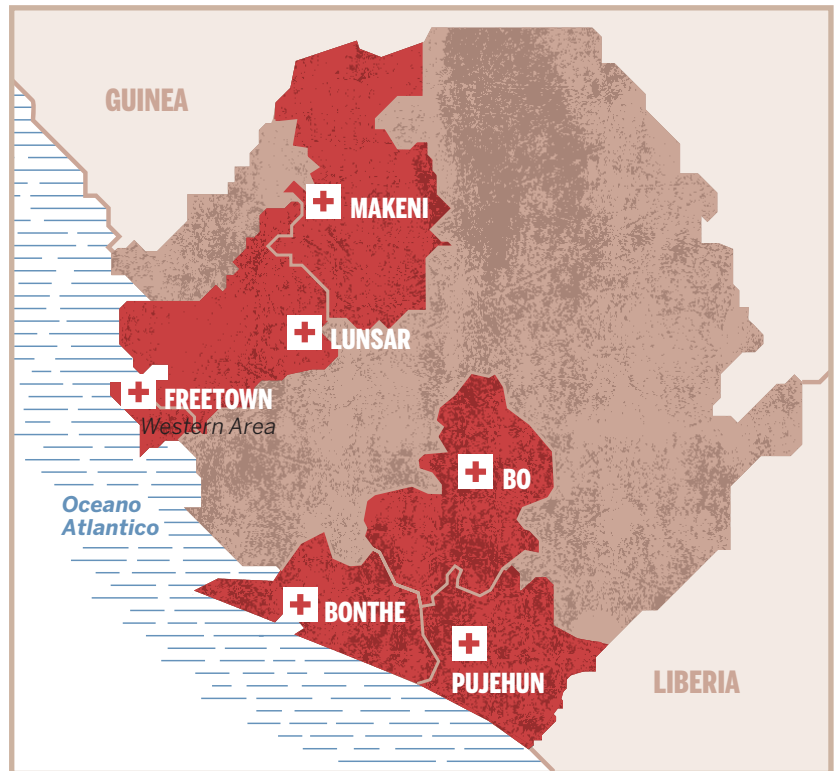 GUINEA
MAKENI
LUNSAR
FREETOWN
Western Area
BO
Oceano
Atlantico
BONTHE
PUJEHUN
LIBERIA